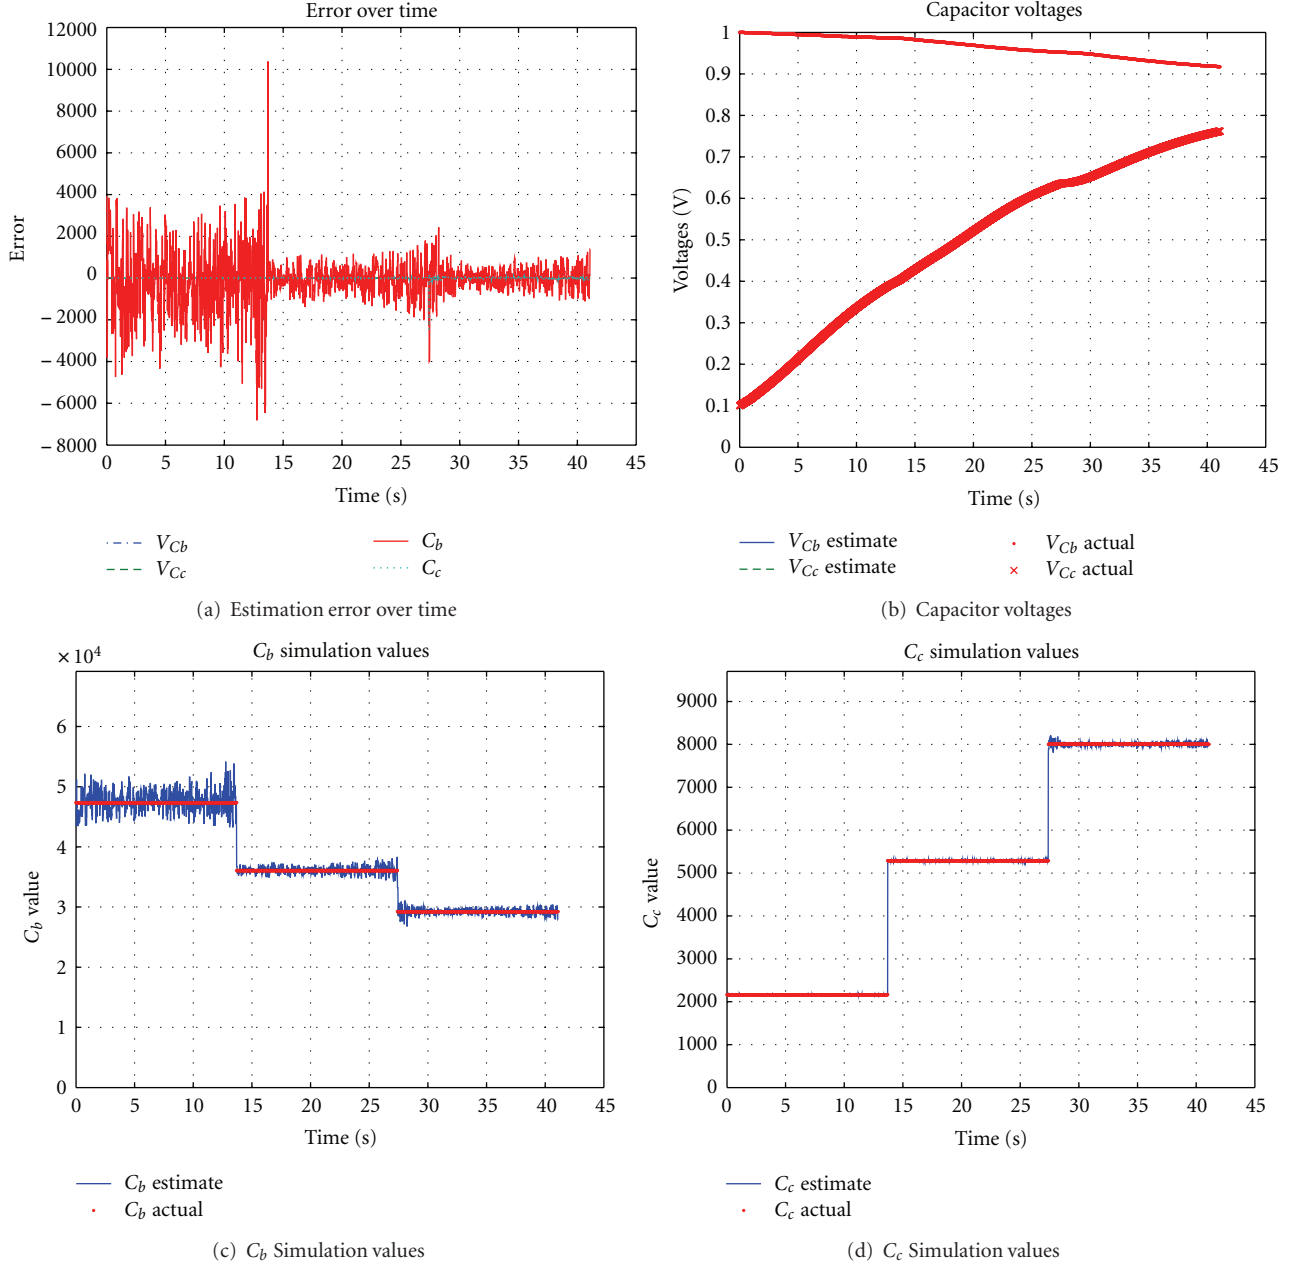 Error over time
12000
10000
8000
6000
4000
2000
0
−2000
−4000
−6000
−8000
Error
0 5 10 15 20 25 30 35 40 45
Time (s)
V_Cb C_b
V_Cc C_c
(a) Estimation error over time
Capacitor voltages
1
0.9
0.8
0.7
0.6
0.5
0.4
0.3
0.2
0.1
0
Voltages (V)
0 5 10 15 20 25 30 35 40 45
Time (s)
V_Cb estimate V_Cb actual
V_Cc estimate V_Cc actual
(b) Capacitor voltages
C_b simulation values
×10^4
6
5
4
3
2
1
0
C_b value
0 5 10 15 20 25 30 35 40 45
Time (s)
C_b estimate
C_b actual
(c) C_b Simulation values
C_c simulation values
9000
8000
7000
6000
5000
4000
3000
2000
1000
0
C_c value
0 5 10 15 20 25 30 35 40 45
Time (s)
C_c estimate
C_c actual
(d) C_c Simulation values